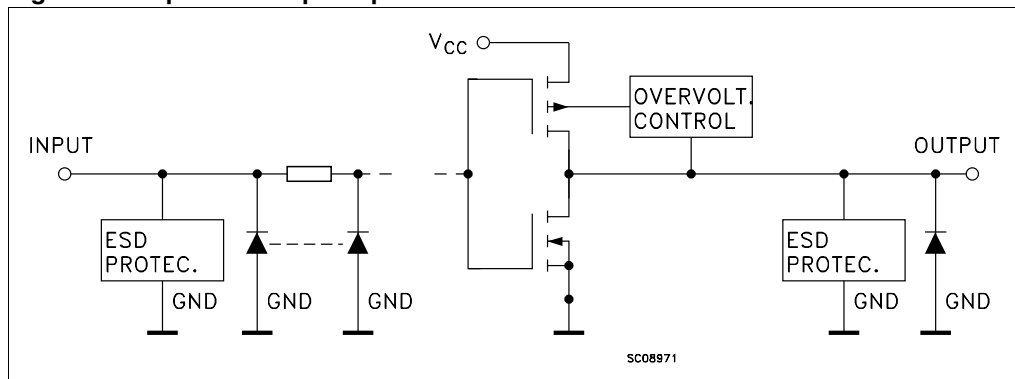 VCC
OVERVOLT.
CONTROL
INPUT
OUTPUT
ESD
PROTEC.
GND
GND
GND
ESD
PROTEC.
GND
GND
SC08971